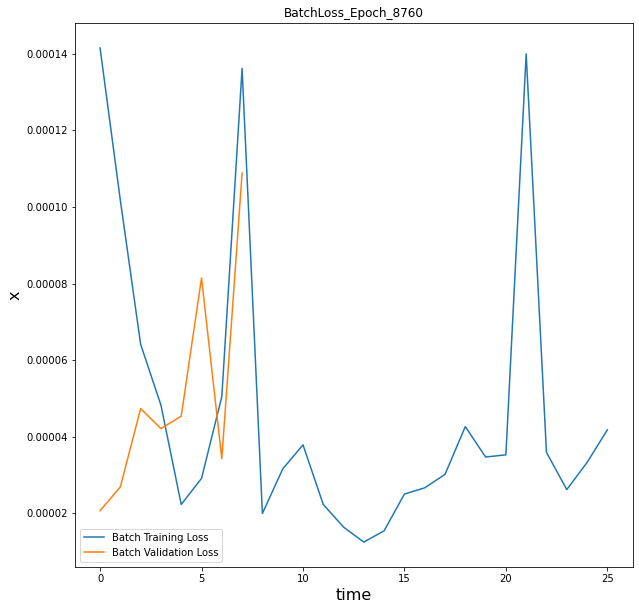 BatchLoss_Epoch_8760
0.00014
0.00012
0.00010
0.00008
0.00006
0.00004
0.00002
x
Batch Training Loss
Batch Validation Loss
0 5 10 15 20 25
time